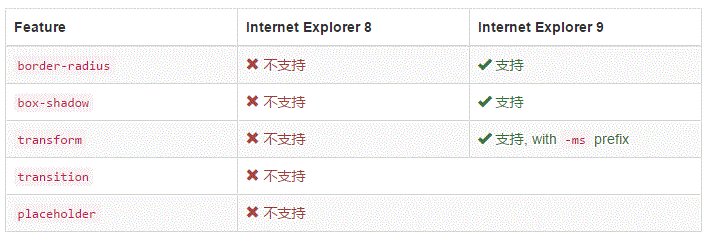 Feature Internet Explorer 8 Internet Explorer 9
border-radius ✖ 不支持 ✔ 支持
box-shadow ✖ 不支持 ✔ 支持
transform ✖ 不支持 ✔ 支持, with -ms prefix
transition ✖ 不支持
placeholder ✖ 不支持